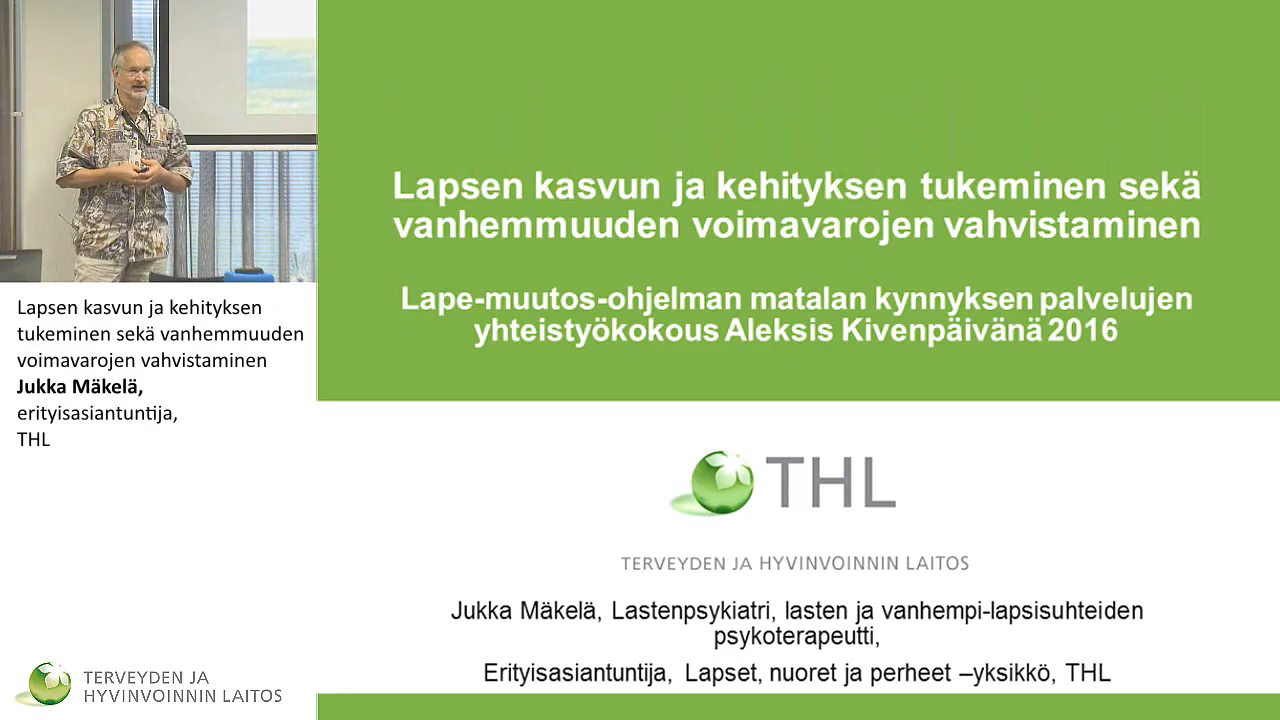 Lapsen kasvun ja kehityksen
tukeminen sekä vanhemmuuden
voimavarojen vahvistaminen
Jukka Mäkelä,
erityisasiantuntija,
THL
TERVEYDEN JA
HYVINVOINNIN LAITOS
Lapsen kasvun ja kehityksen tukeminen sekä
vanhemmuuden voimavarojen vahvistaminen
Lape-muutos-ohjelman matalan kynnyksen palvelujen
yhteistyökokous Aleksis Kivenpäivänä 2016
THL
TERVEYDEN JA HYVINVOINNIN LAITOS
Jukka Mäkelä, Lastenpsykiatri, lasten ja vanhempi-lapsisuhteiden
psykoterapeutti,
Erityisasiantuntija, Lapset, nuoret ja perheet –yksikkö, THL